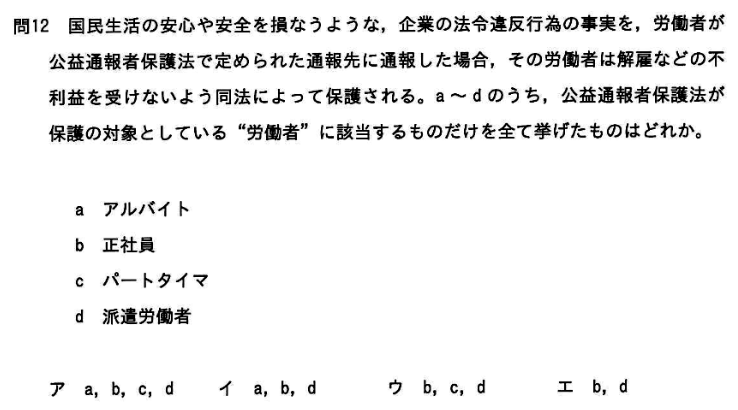 問12 国民生活の安心や安全を損なうような，企業の法令違反行為の事実を，労働者が
公益通報者保護法で定められた通報先に通報した場合，その労働者は解雇などの不
利益を受けないよう同法によって保護される。a～dのうち，公益通報者保護法が
保護の対象としている“労働者”に該当するものだけを全て挙げたものはどれか。
a アルバイト
b 正社員
c パートタイマ
d 派遣労働者
ア a, b, c, d イ a, b, d ウ b, c, d エ b, d